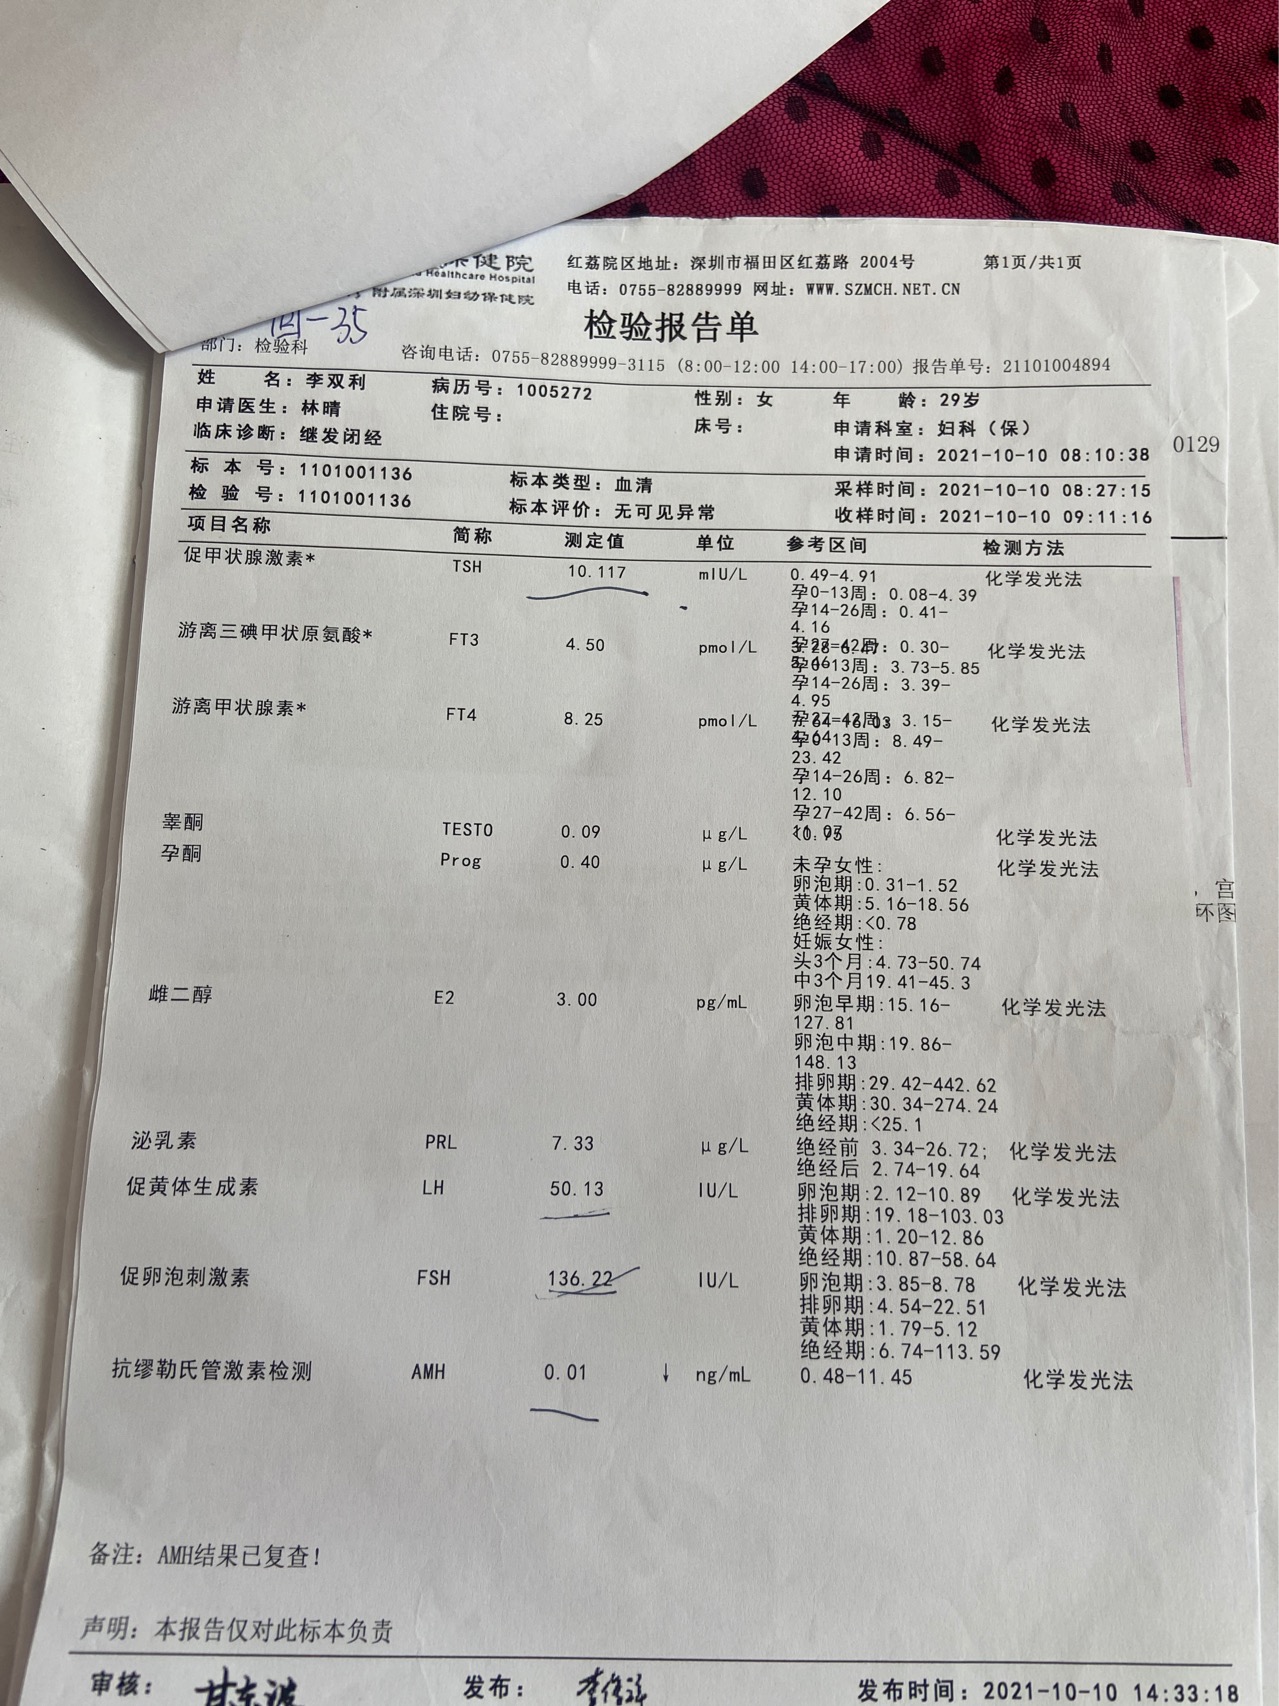 保健院
Healthcare Hospital
附属深圳妇幼保健院
红荔院区地址：深圳市福田区红荔路 2004号 第1页/共1页
电话：0755-82889999 网址：WWW.SZMCH.NET.CN
-35
检验报告单
部门：检验科 咨询电话：0755-82889999-3115 (8:00-12:00 14:00-17:00) 报告单号：21101004894
姓 名：李双利 病历号：1005272 性别：女 年 龄：29岁
申请医生：林晴 住院号： 床号： 申请科室：妇科（保）
临床诊断：继发闭经 申请时间：2021-10-10 08:10:38
0129
标 本 号：1101001136 标本类型：血清 采样时间：2021-10-10 08:27:15
检 验 号：1101001136 标本评价：无可见异常 收样时间：2021-10-10 09:11:16
项目名称 简称 测定值 单位 参考区间 检测方法
促甲状腺激素* TSH 10.117 mIU/L 0.49-4.91 化学发光法
孕0-13周：0.08-4.39
孕14-26周：0.41-
4.16
孕27-42周：0.30-
游离三碘甲状原氨酸* FT3 4.50 pmol/L 化学发光法
孕0-13周：3.73-5.85
孕14-26周：3.39-
4.95
孕27-42周：3.15-
游离甲状腺素* FT4 8.25 pmol/L 化学发光法
孕0-13周：8.49-
23.42
孕14-26周：6.82-
12.10
孕27-42周：6.56-
睾酮 TESTO 0.09 μg/L 化学发光法
孕酮 Prog 0.40 μg/L 未孕女性: 化学发光法
卵泡期:0.31-1.52
黄体期:5.16-18.56
绝经期:<0.78
妊娠女性:
头3个月:4.73-50.74
中3个月19.41-45.3
雌二醇 E2 3.00 pg/mL 卵泡早期:15.16- 化学发光法
127.81
卵泡中期:19.86-
148.13
排卵期:29.42-442.62
黄体期:30.34-274.24
绝经期:<25.1
泌乳素 PRL 7.33 μg/L 绝经前 3.34-26.72; 化学发光法
绝经后 2.74-19.64
促黄体生成素 LH 50.13 IU/L 卵泡期:2.12-10.89 化学发光法
排卵期:19.18-103.03
黄体期:1.20-12.86
绝经期:10.87-58.64
促卵泡刺激素 FSH 136.22 IU/L 卵泡期:3.85-8.78 化学发光法
排卵期:4.54-22.51
黄体期:1.79-5.12
绝经期:6.74-113.59
抗缪勒氏管激素检测 AMH 0.01 ↓ ng/mL 0.48-11.45 化学发光法
，宫
环图
备注：AMH结果已复查！
声明：本报告仅对此标本负责
审核： 发布： 发布时间：2021-10-10 14:33:18